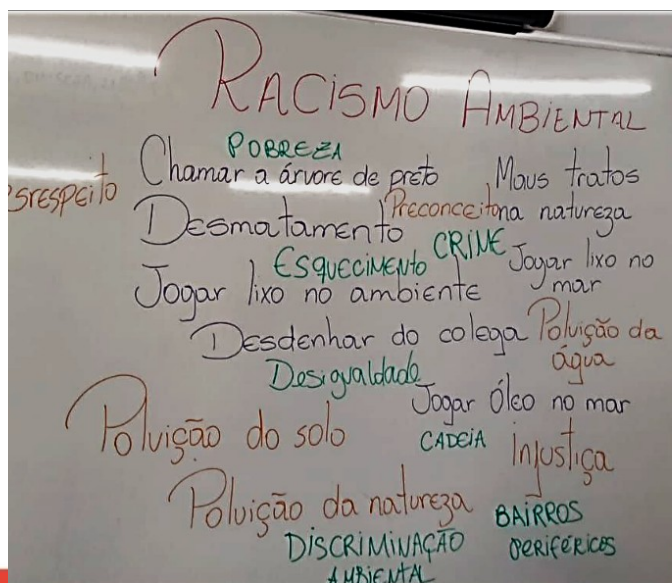 RACISMO AMBIENTAL
POBREZA
Chamar a árvore de preto
Maus tratos
na natureza
srespeito
Desmatamento
Preconceito
CRIME
ESQUECIMENTO
Jogar lixo no
mar
Jogar lixo no ambiente
Desdenhar do colega
Poluição da
água
Desigualdade
Jogar Óleo no mar
Poluição do solo
CADEIA
injustiça
Poluição da natureza
BAIRROS
PERIFÉRICOS
DISCRIMINAÇÃO
AMBIENTAL